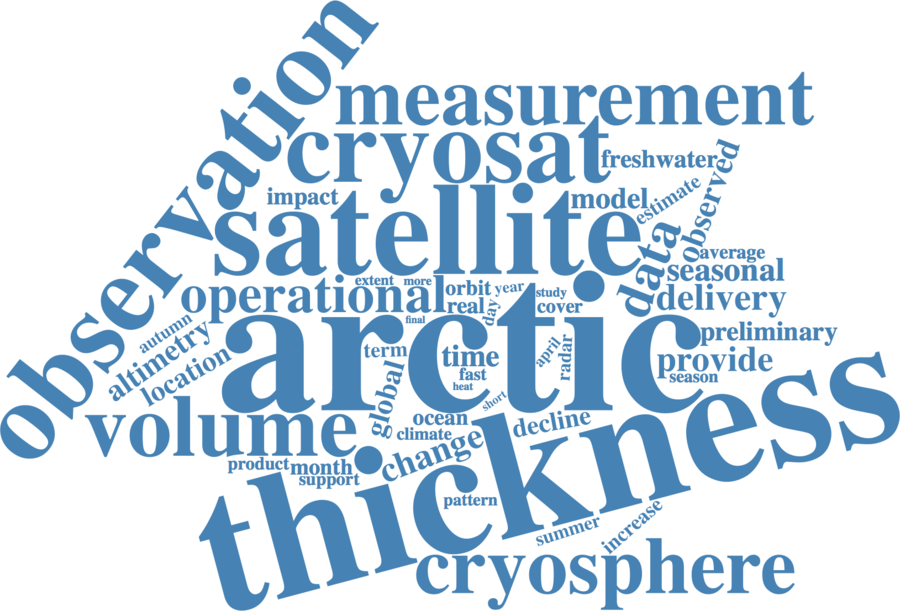 observation
measurement
cryosat
freshwater
observed
impact
model
estimate
satellite
data
average
seasonal
extent
more
operational
orbit
year
study
delivery
real
day
cover
autumn
final
arctic
preliminary
altimetry
location
term
time
april
radar
provide
fast
season
heat
global
short
volume
ocean
climate
change
decline
thickness
product
month
support
pattern
summer
increase
cryosphere